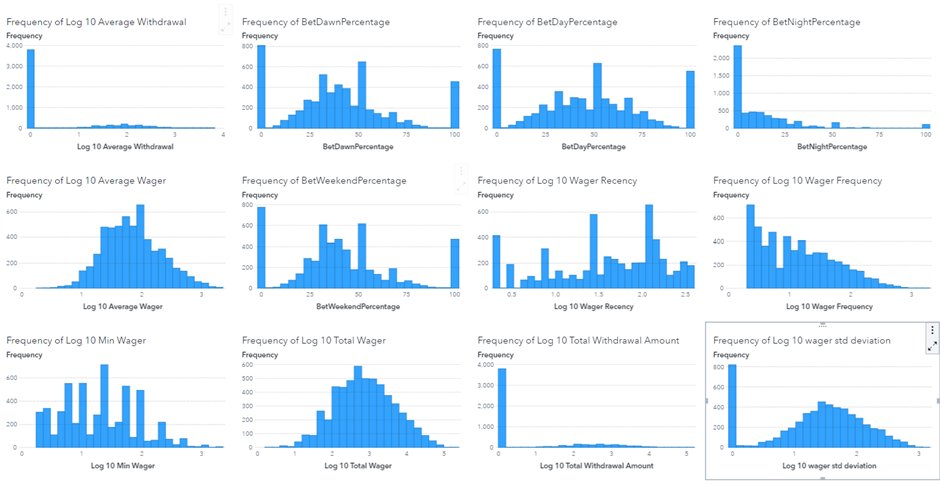 Frequency of Log 10 Average Withdrawal
Frequency
4,000
3,000
2,000
1,000
0
0 1 2 3 4
Log 10 Average Withdrawal
Frequency of BetDawnPercentage
Frequency
800
600
400
200
0
0 25 50 75 100
BetDawnPercentage
Frequency of BetDayPercentage
Frequency
800
600
400
200
0
0 25 50 75 100
BetDayPercentage
Frequency of BetNightPercentage
Frequency
2,000
1,500
1,000
500
0
0 25 50 75 100
BetNightPercentage
Frequency of Log 10 Average Wager
Frequency
600
400
200
0
0 1 2 3
Log 10 Average Wager
Frequency of BetWeekendPercentage
Frequency
800
600
400
200
0
0 25 50 75 100
BetWeekendPercentage
Frequency of Log 10 Wager Recency
Frequency
600
400
200
0
0.5 1.0 1.5 2.0 2.5
Log 10 Wager Recency
Frequency of Log 10 Wager Frequency
Frequency
600
400
200
0
0 1 2 3
Log 10 Wager Frequency
Frequency of Log 10 Min Wager
Frequency
600
400
200
0
0 1 2 3
Log 10 Min Wager
Frequency of Log 10 Total Wager
Frequency
600
500
400
300
200
100
0
0 1 2 3 4 5
Log 10 Total Wager
Frequency of Log 10 Total Withdrawal Amount
Frequency
4,000
3,000
2,000
1,000
0
0 1 2 3 4 5
Log 10 Total Withdrawal Amount
Frequency of Log 10 wager std deviation
Frequency
800
600
400
200
0
0 1 2 3
Log 10 wager std deviation